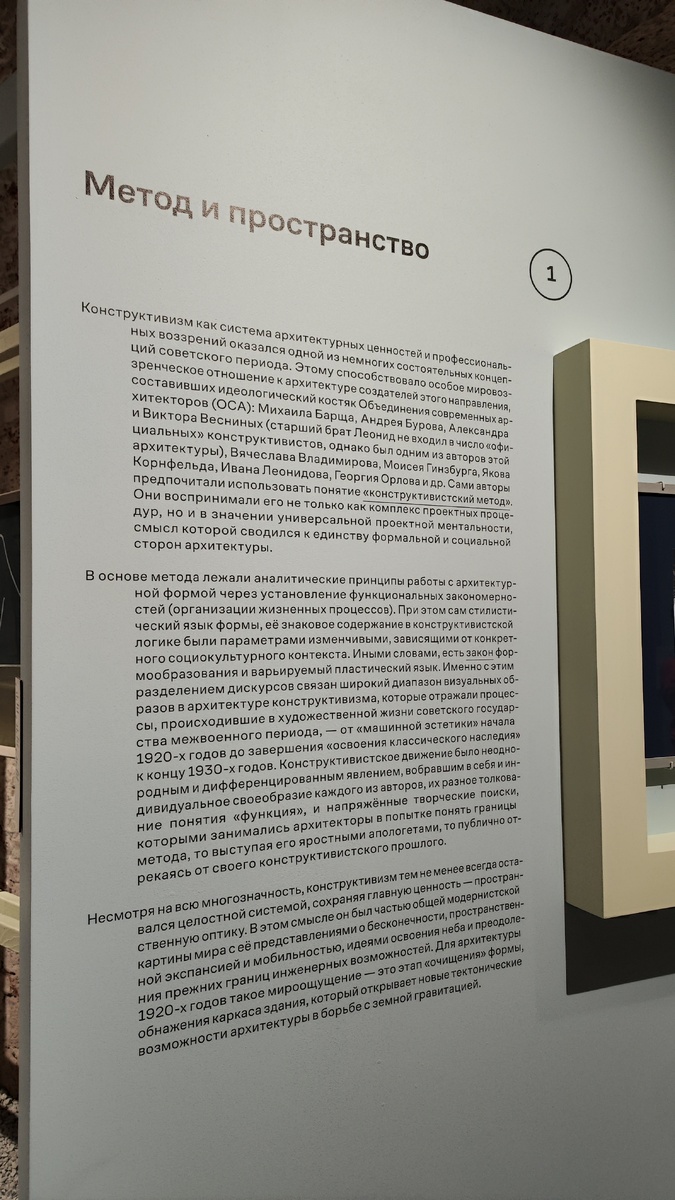 Метод и пространство
1
Конструктивизм как система архитектурных ценностей и профессиональ-
ных воззрений оказался одной из немногих состоятельных концеп-
ций советского периода. Этому способствовало особое мировоз-
зренческое отношение к архитектуре создателей этого направления,
составивших идеологический костяк Объединения современных ар-
хитекторов (ОСА): Михаила Барща, Андрея Бурова, Александра
и Виктора Весниных (старший брат Леонид не входил в число «офи-
циальных» конструктивистов, однако был одним из авторов этой
архитектуры), Вячеслава Владимирова, Моисея Гинзбурга, Якова
Корнфельда, Ивана Леонидова, Георгия Орлова и др. Сами авторы
предпочитали использовать понятие «конструктивистский метод».
Они воспринимали его не только как комплекс проектных проце-
дур, но и в значении универсальной проектной ментальности,
смысл которой сводился к единству формальной и социальной
сторон архитектуры.
В основе метода лежали аналитические принципы работы с архитектур-
ной формой через установление функциональных закономерно-
стей (организации жизненных процессов). При этом сам стилисти-
ческий язык формы, её знаковое содержание в конструктивистской
логике были параметрами изменчивыми, зависящими от конкрет-
ного социокультурного контекста. Иными словами, есть закон фор-
мообразования и варьируемый пластический язык. Именно с этим
разделением дискурсов связан широкий диапазон визуальных об-
разов в архитектуре конструктивизма, которые отражали процес-
сы, происходившие в художественной жизни советского государ-
ства межвоенного периода, — от «машинной эстетики» начала
1920-х годов до завершения «освоения классического наследия»
к концу 1930-х годов. Конструктивистское движение было неодно-
родным и дифференцированным явлением, вобравшим в себя и ин-
дивидуальное своеобразие каждого из авторов, их разное толкова-
ние понятия «функция», и напряжённые творческие поиски,
которыми занимались архитекторы в попытке понять границы
метода, то выступая его яростными апологетами, то публично от-
рекаясь от своего конструктивистского прошлого.
Несмотря на всю многозначность, конструктивизм тем не менее всегда оста-
вался целостной системой, сохраняя главную ценность — простран-
ственную оптику. В этом смысле он был частью общей модернистской
картины мира с её представлениями о бесконечности, пространствен-
ной экспансией и мобильностью, идеями освоения неба и преодоле-
ния прежних границ инженерных возможностей. Для архитектуры
1920-х годов такое мироощущение — это этап «очищения» формы,
обнажения каркаса здания, который открывает новые тектонические
возможности архитектуры в борьбе с земной гравитацией.